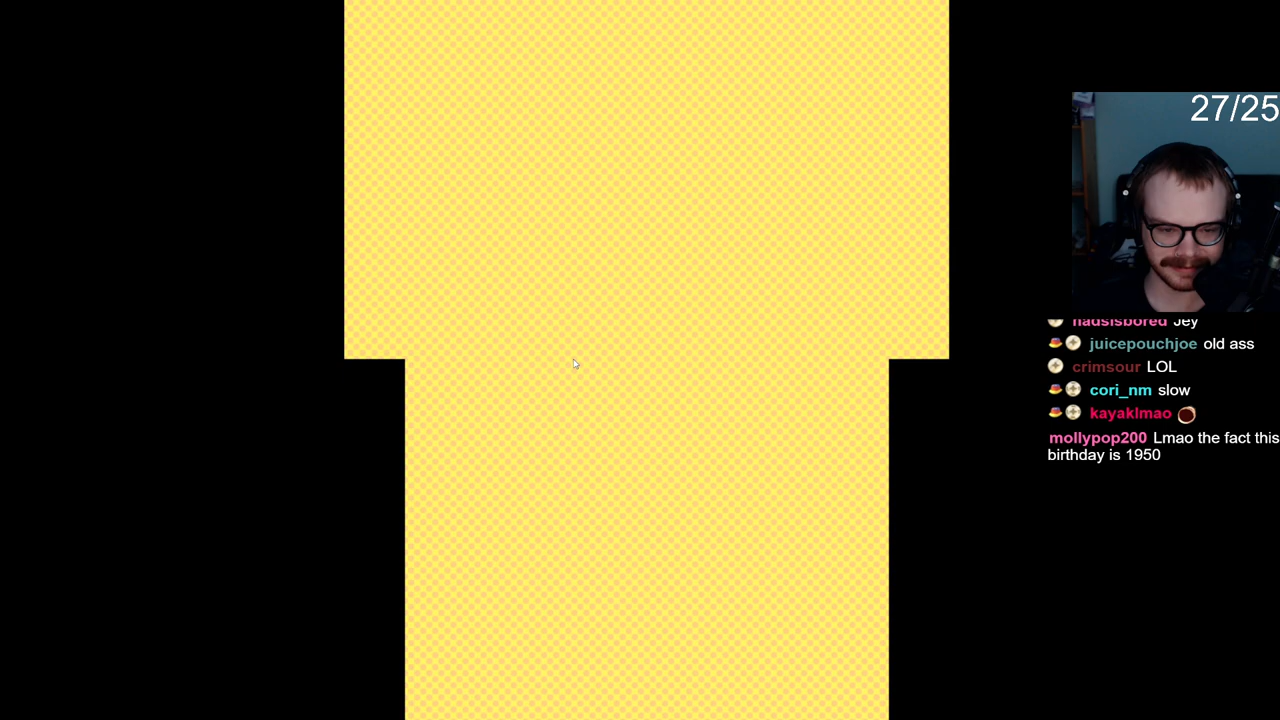 27/25
nadsisbored Jey
juicepouchjoe old ass
crimsour LOL
cori_nm slow
kayaklmao
mollypop200 Lmao the fact this
birthday is 1950